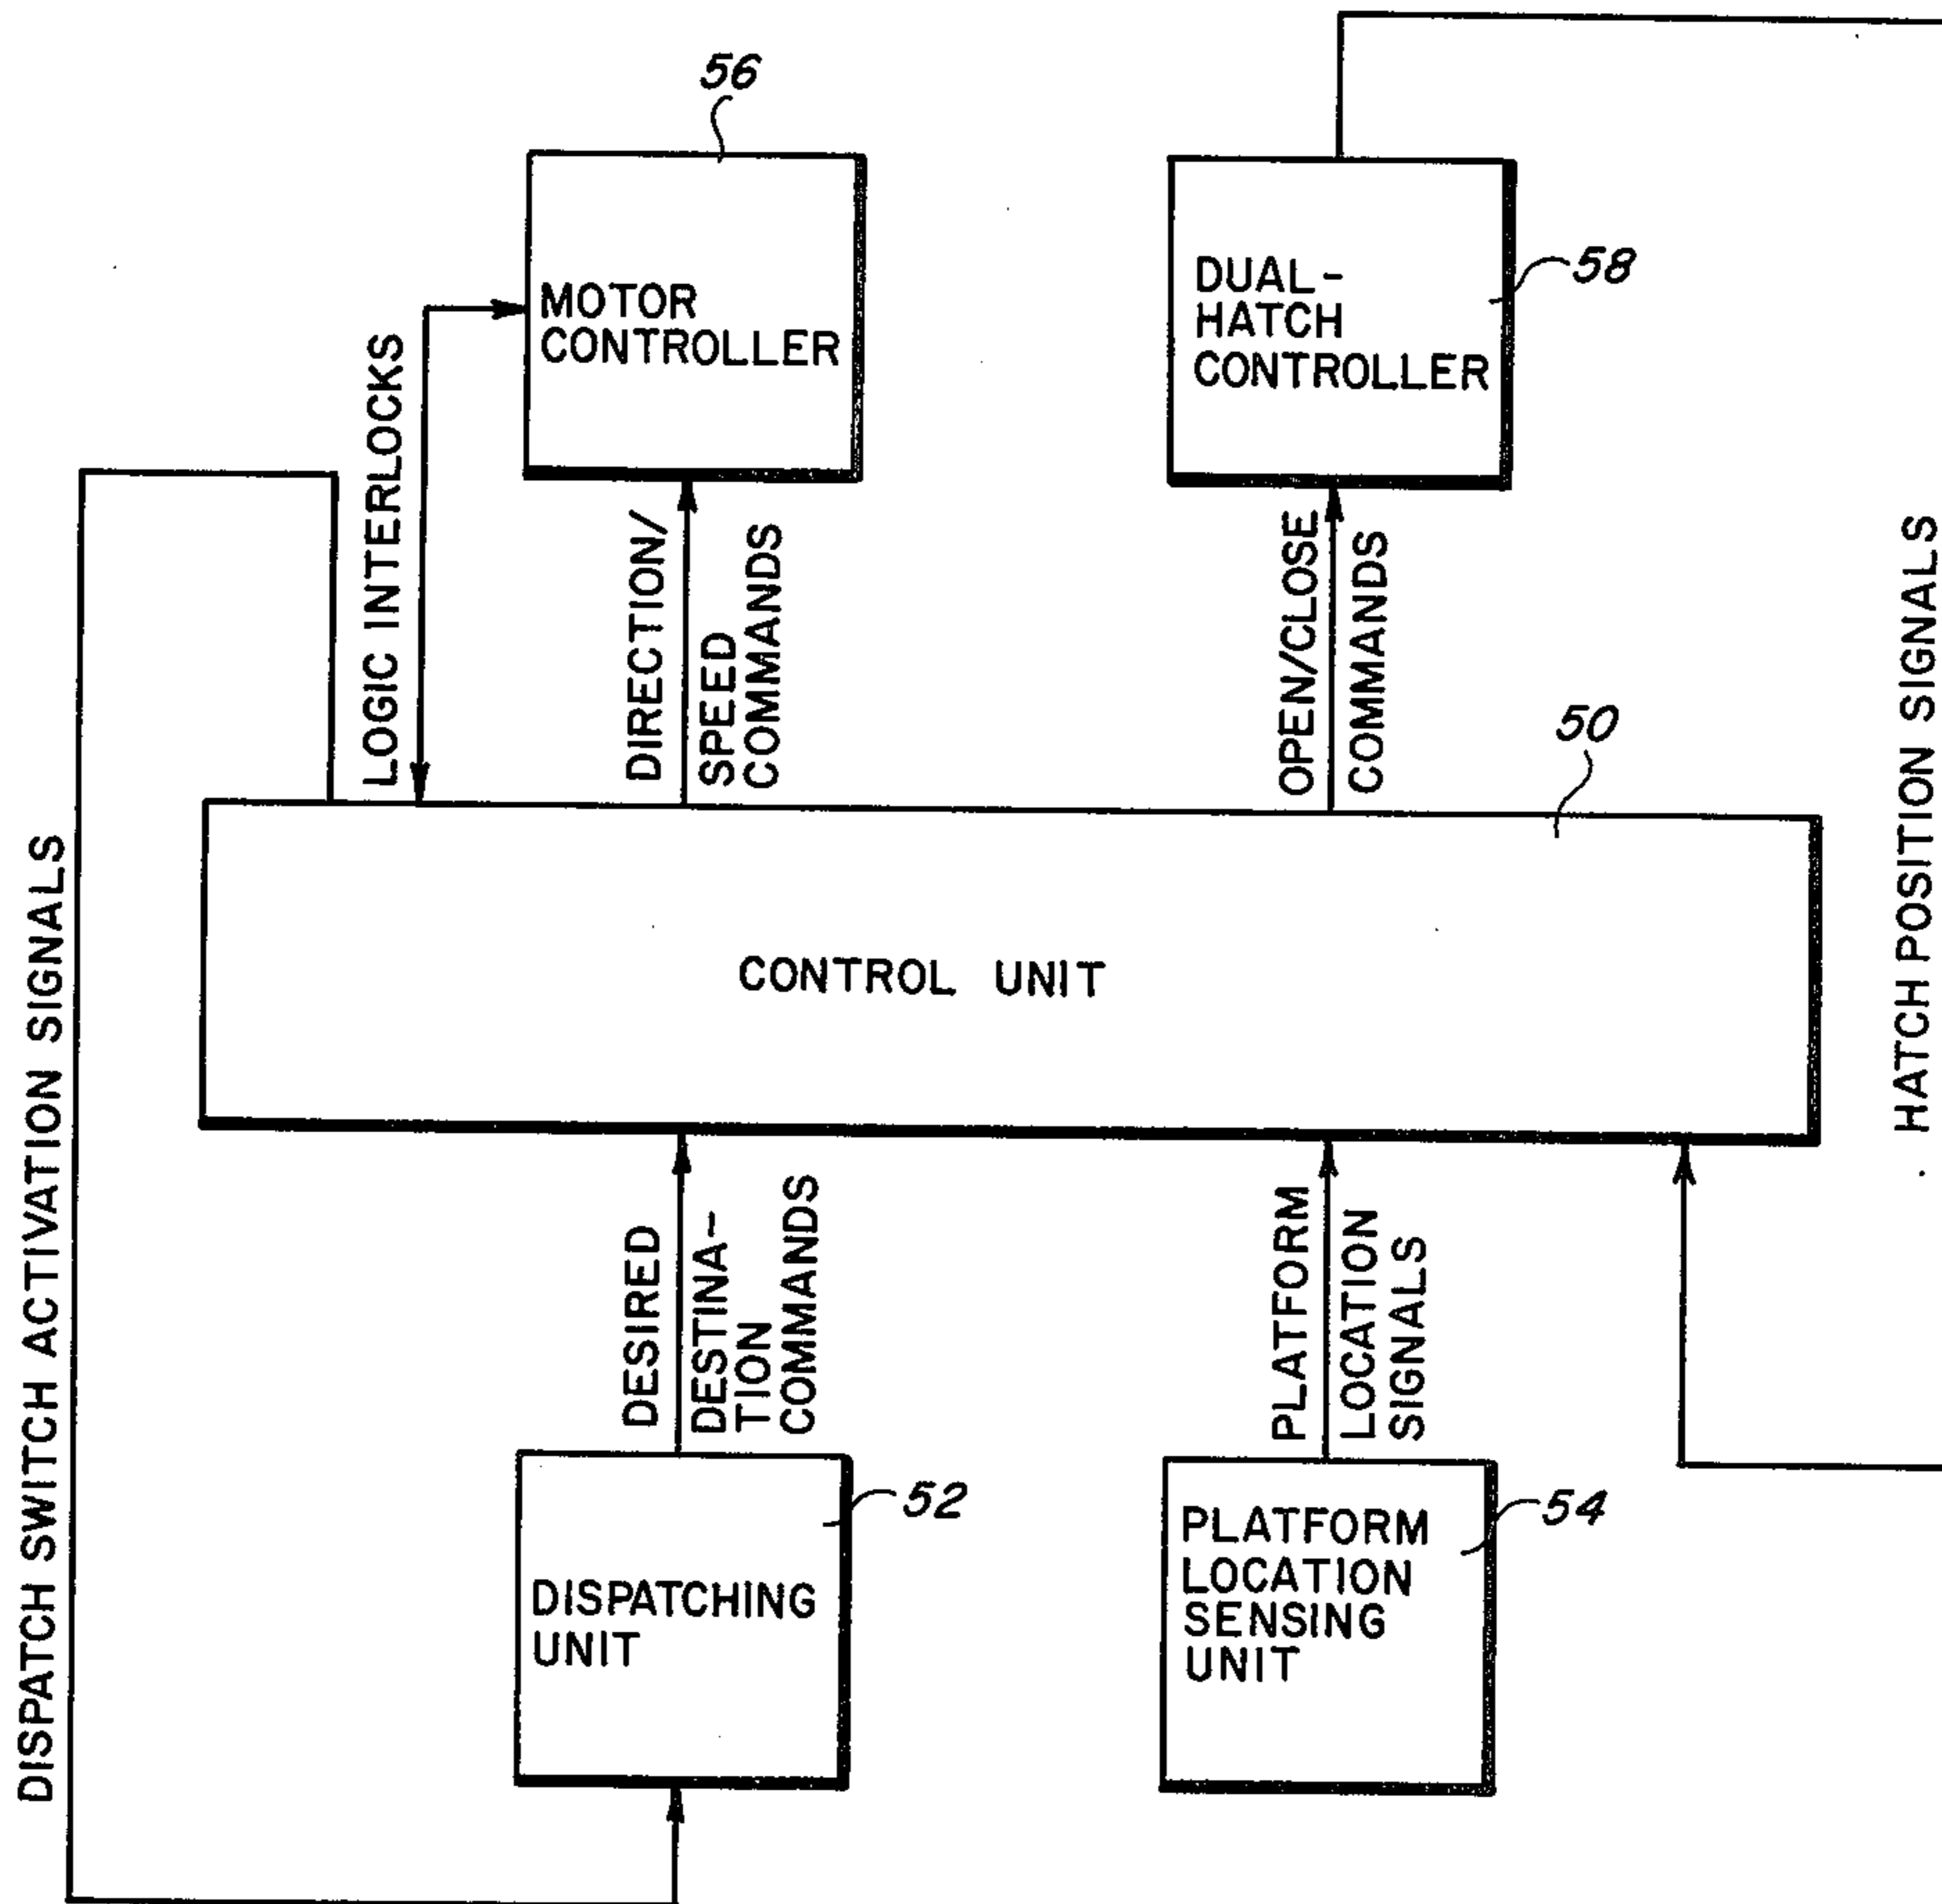 56
MOTOR
CONTROLLER
DUAL-
HATCH
CONTROLLER
58
LOGIC INTERLOCKS
DIRECTION/
SPEED
COMMANDS
OPEN/CLOSE
COMMANDS
HATCH POSITION SIGNALS
50
CONTROL UNIT
DISPATCH SWITCH ACTIVATION SIGNALS
DESIRED
DESTINA-
TION
COMMANDS
PLATFORM
LOCATION
SIGNALS
52
DISPATCHING
UNIT
54
PLATFORM
LOCATION
SENSING
UNIT